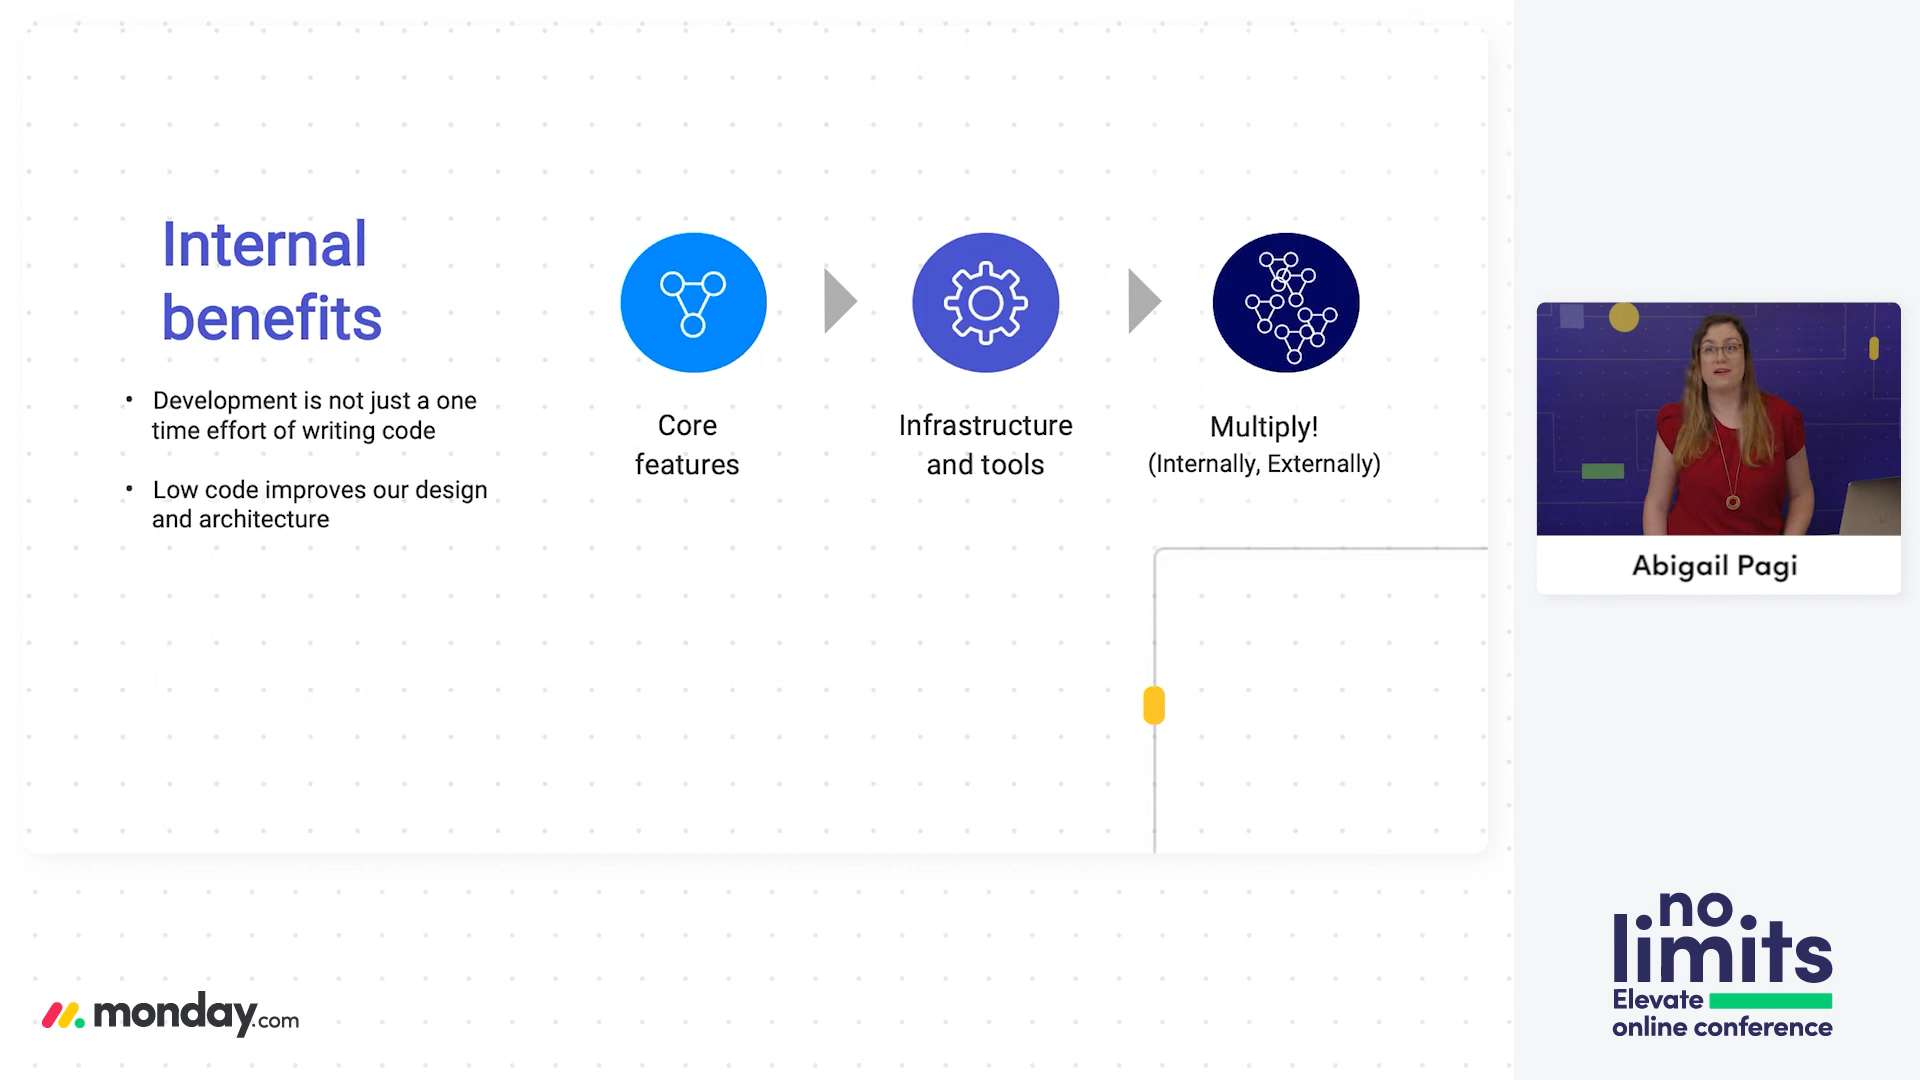 Internal
benefits
• Development is not just a one
time effort of writing code
• Low code improves our design
and architecture
Core
features
Infrastructure
and tools
Multiply!
(Internally, Externally)
Abigail Pagi
no
limits
Elevate
online conference
monday.com